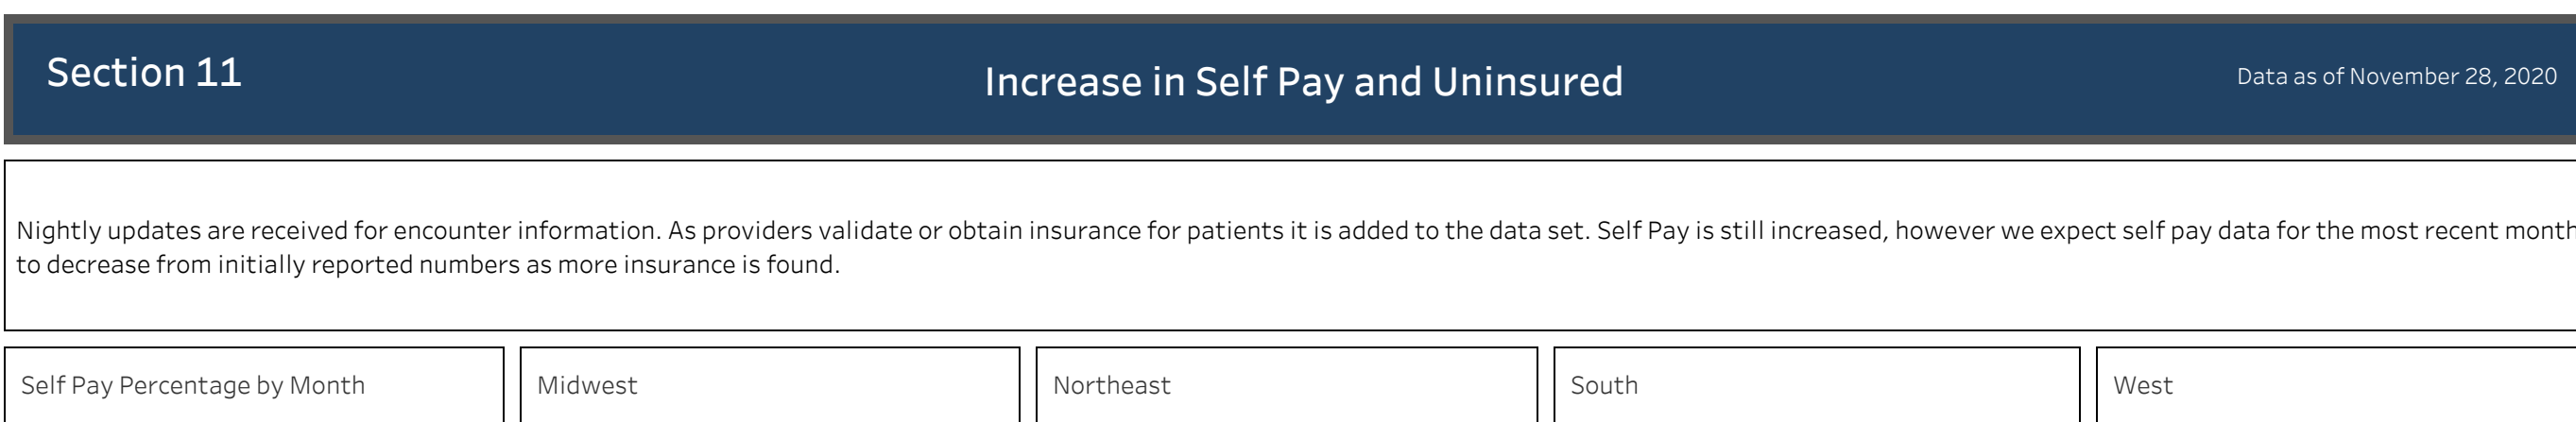 Section 11
Increase in Self Pay and Uninsured
Data as of November 28, 2020
Nightly updates are received for encounter information. As providers validate or obtain insurance for patients it is added to the data set. Self Pay is still increased, however we expect self pay data for the most recent month
to decrease from initially reported numbers as more insurance is found.
Self Pay Percentage by Month
Midwest
Northeast
South
West